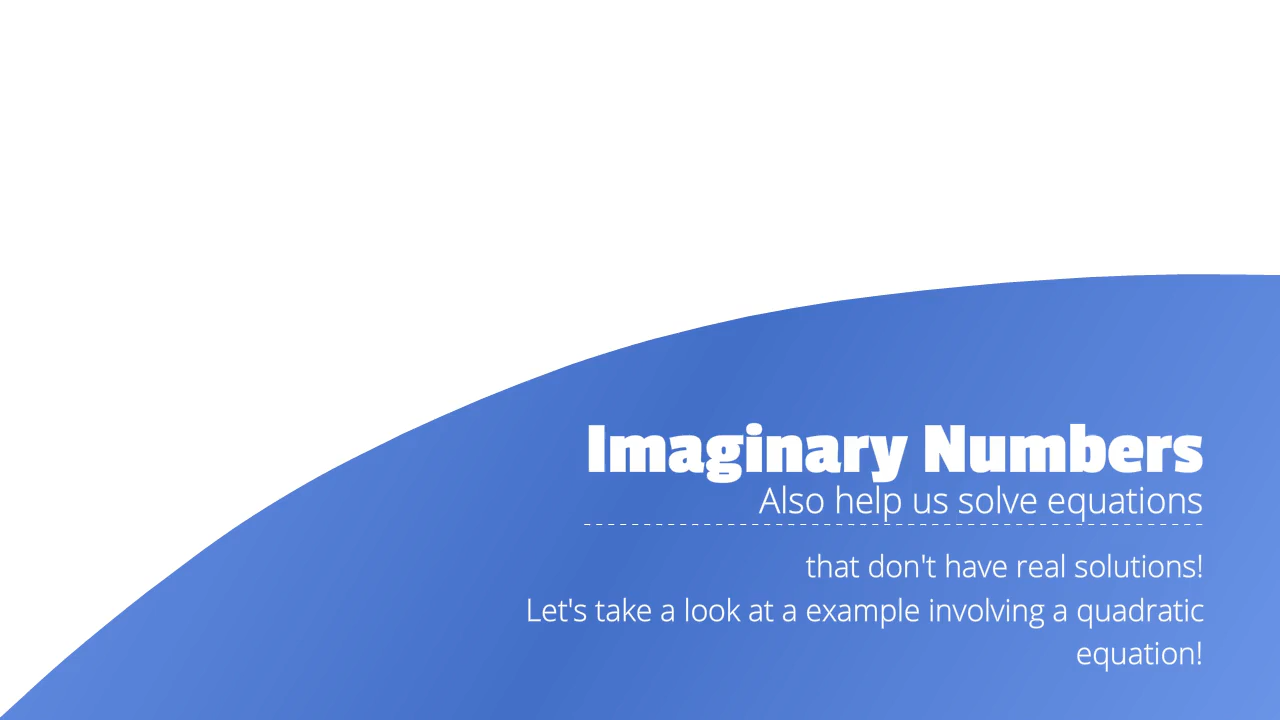 Imaginary Numbers
Also help us solve equations
that don't have real solutions!
Let's take a look at a example involving a quadratic
equation!